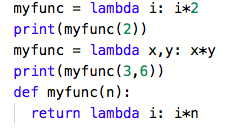 myfunc = lambda i: i*2
print(myfunc(2))
myfunc = lambda x,y: x*y
print(myfunc(3,6))
def myfunc(n):
  return lambda i: i*n